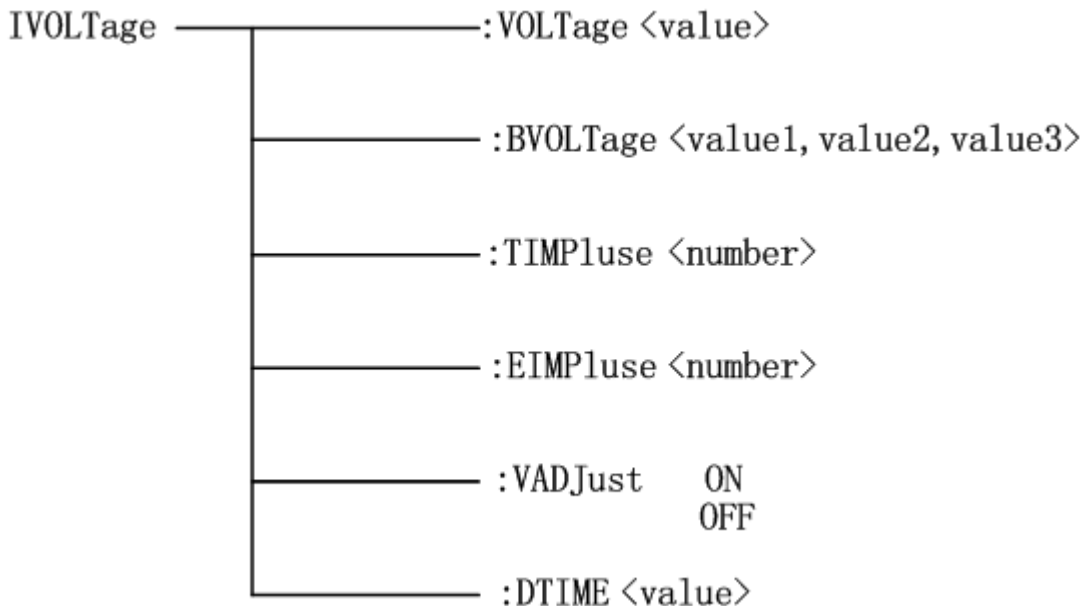 IVOLTage :VOLTage <value>
:BVOLTage <value1, value2, value3>
:TIMPluse <number>
:EIMPluse <number>
:VADJust ON
OFF
:DTIME <value>